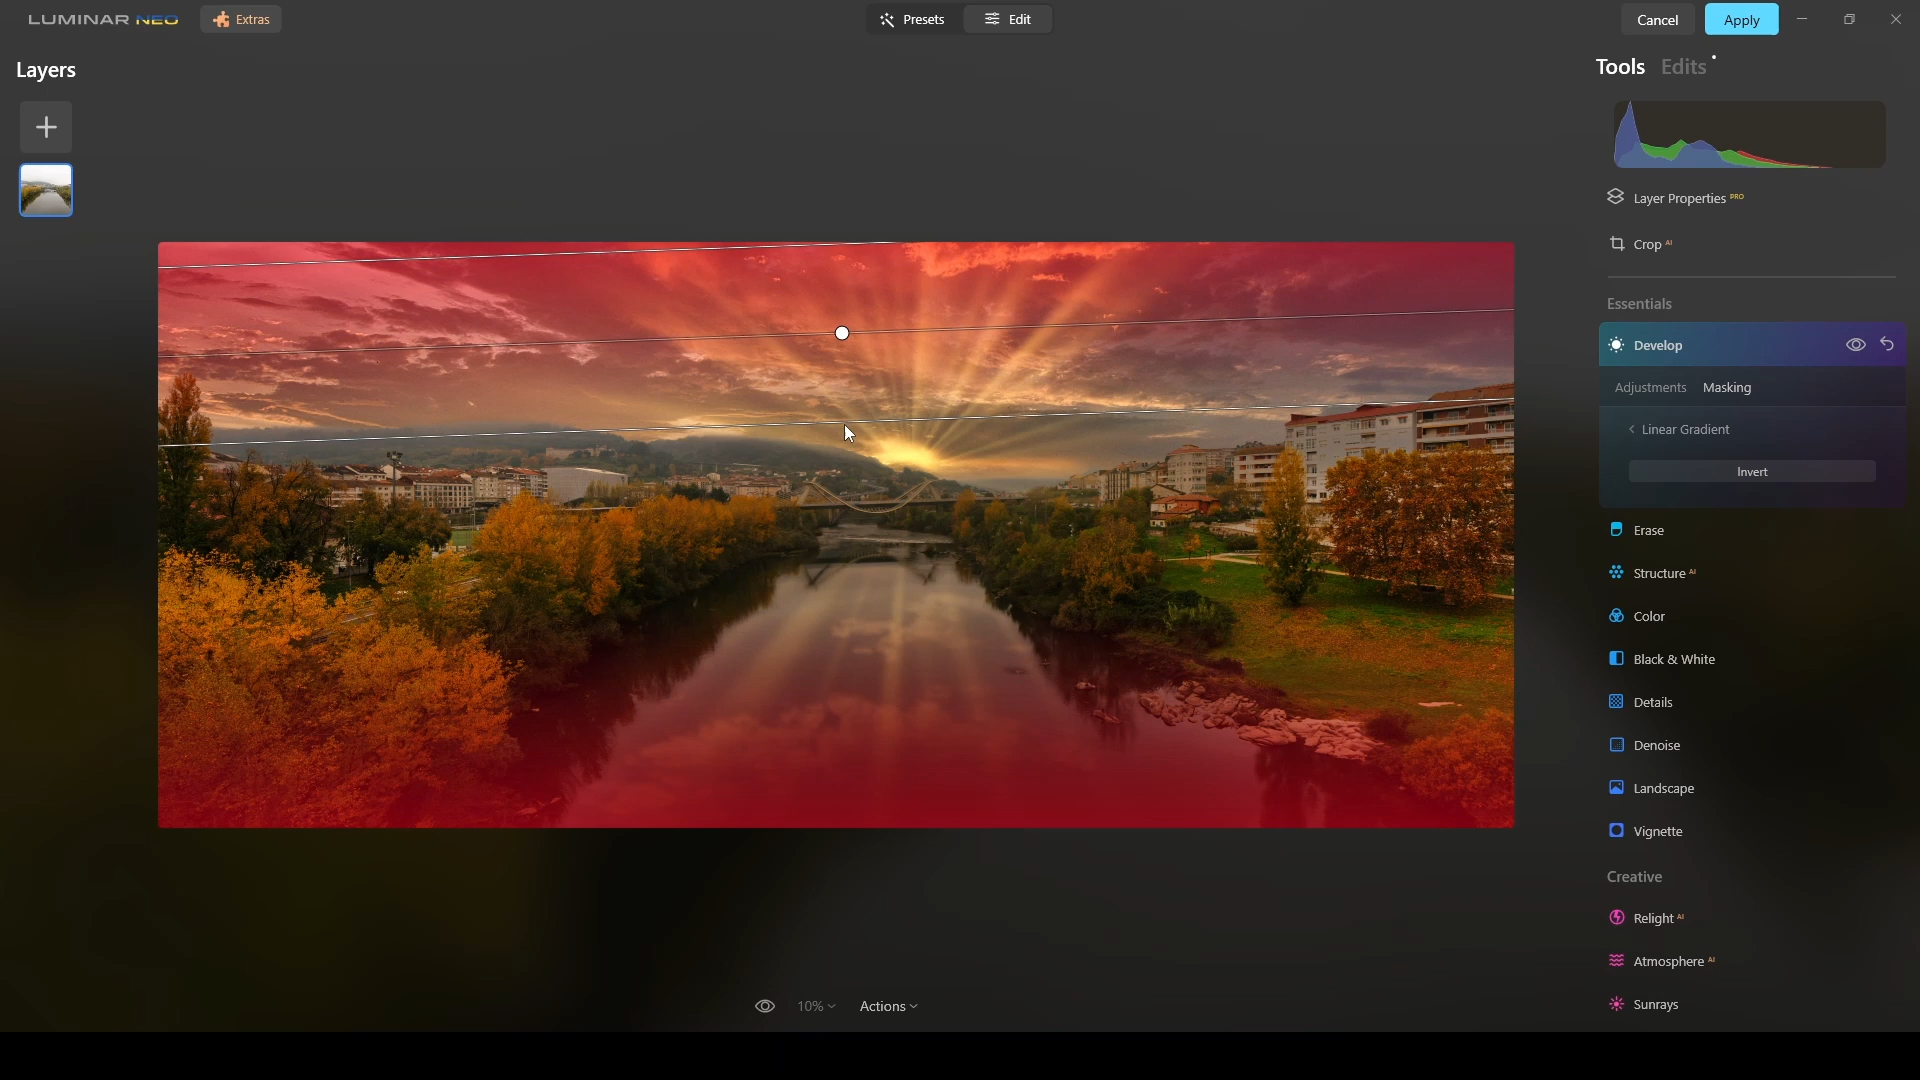 LUMINAR NEO
Extras
Presets
Edit
Cancel
Apply
Layers
Tools
Edits
Layer Properties PRO
Crop AI
Essentials
Develop
Adjustments
Masking
Linear Gradient
Invert
Erase
Structure AI
Color
Black & White
Details
Denoise
Landscape
Vignette
Creative
Relight AI
Atmosphere AI
Sunrays
10%
Actions